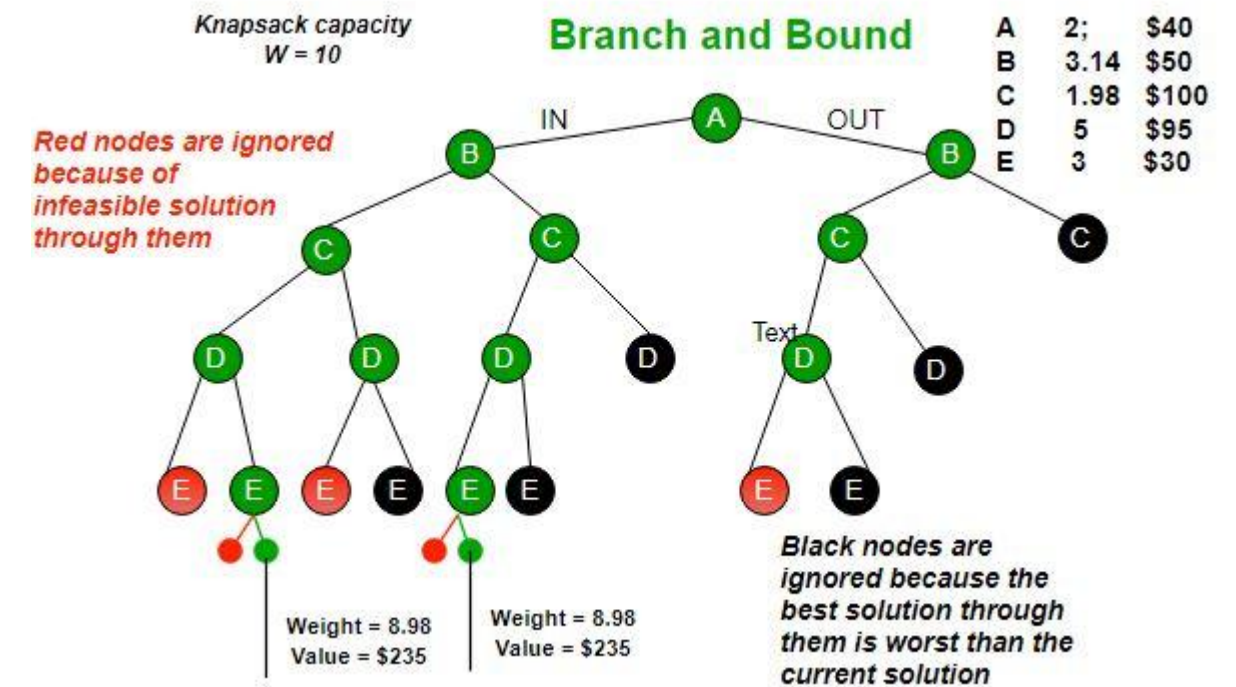 Knapsack capacity
W = 10
Branch and Bound
A 2; $40
B 3.14 $50
C 1.98 $100
D 5 $95
E 3 $30
Red nodes are ignored
because of
infeasible solution
through them
IN
A
OUT
B
B
C
C
C
C
Text
D
D
D
D
D
D
E
E
E
E
E
E
E
E
Weight = 8.98
Value = $235
Weight = 8.98
Value = $235
Black nodes are
ignored because the
best solution through
them is worst than the
current solution